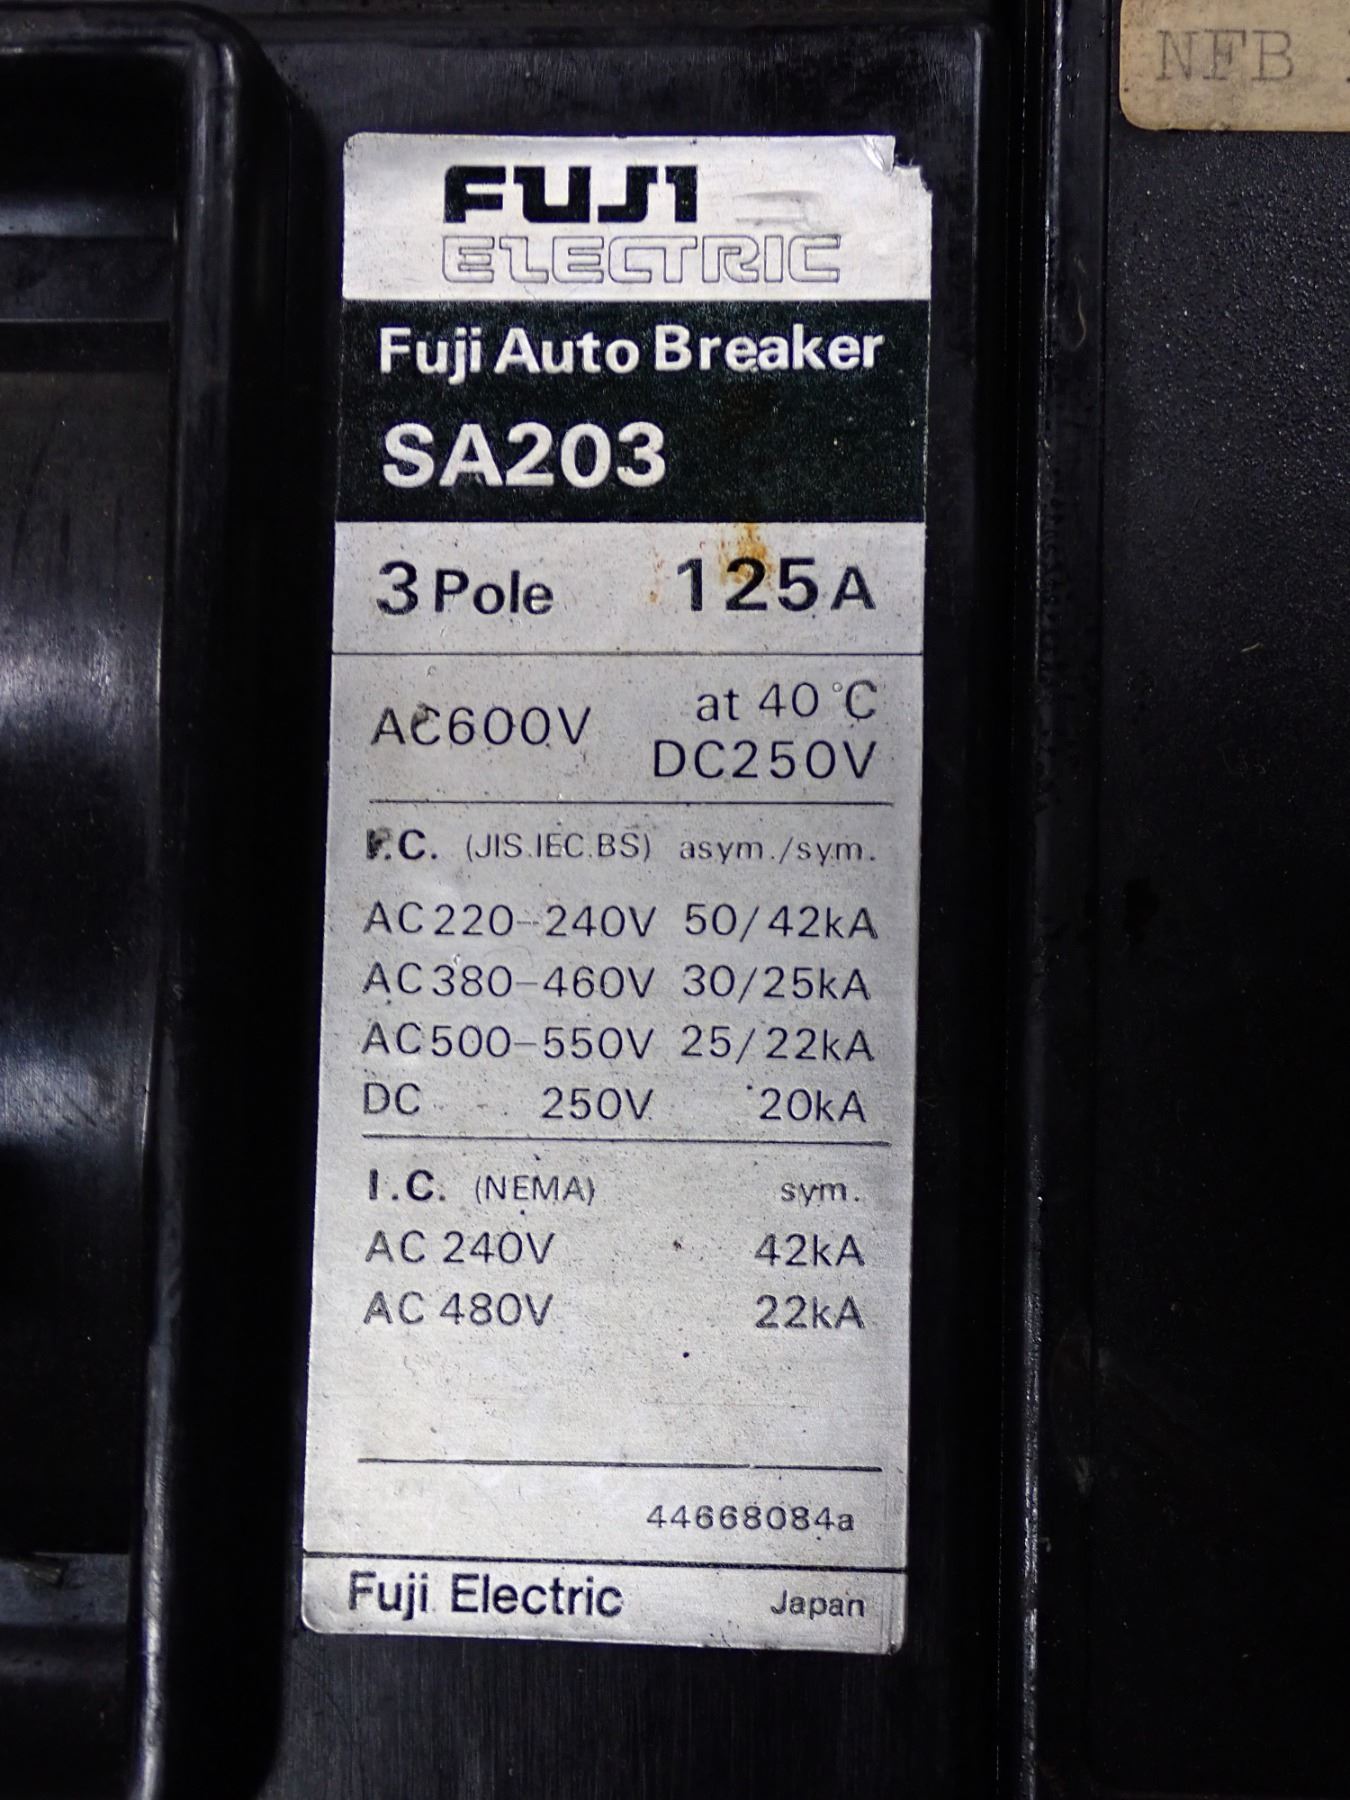 NFB
FUJI
ELECTRIC
Fuji Auto Breaker
SA203
3 Pole 125A
AC600V at 40 °C
DC250V
I.C. (JIS.IEC.BS) asym./sym.
AC220-240V 50/42kA
AC380-460V 30/25kA
AC500-550V 25/22kA
DC 250V 20kA
I.C. (NEMA) sym.
AC 240V 42kA
AC 480V 22kA
44668084a
Fuji Electric Japan